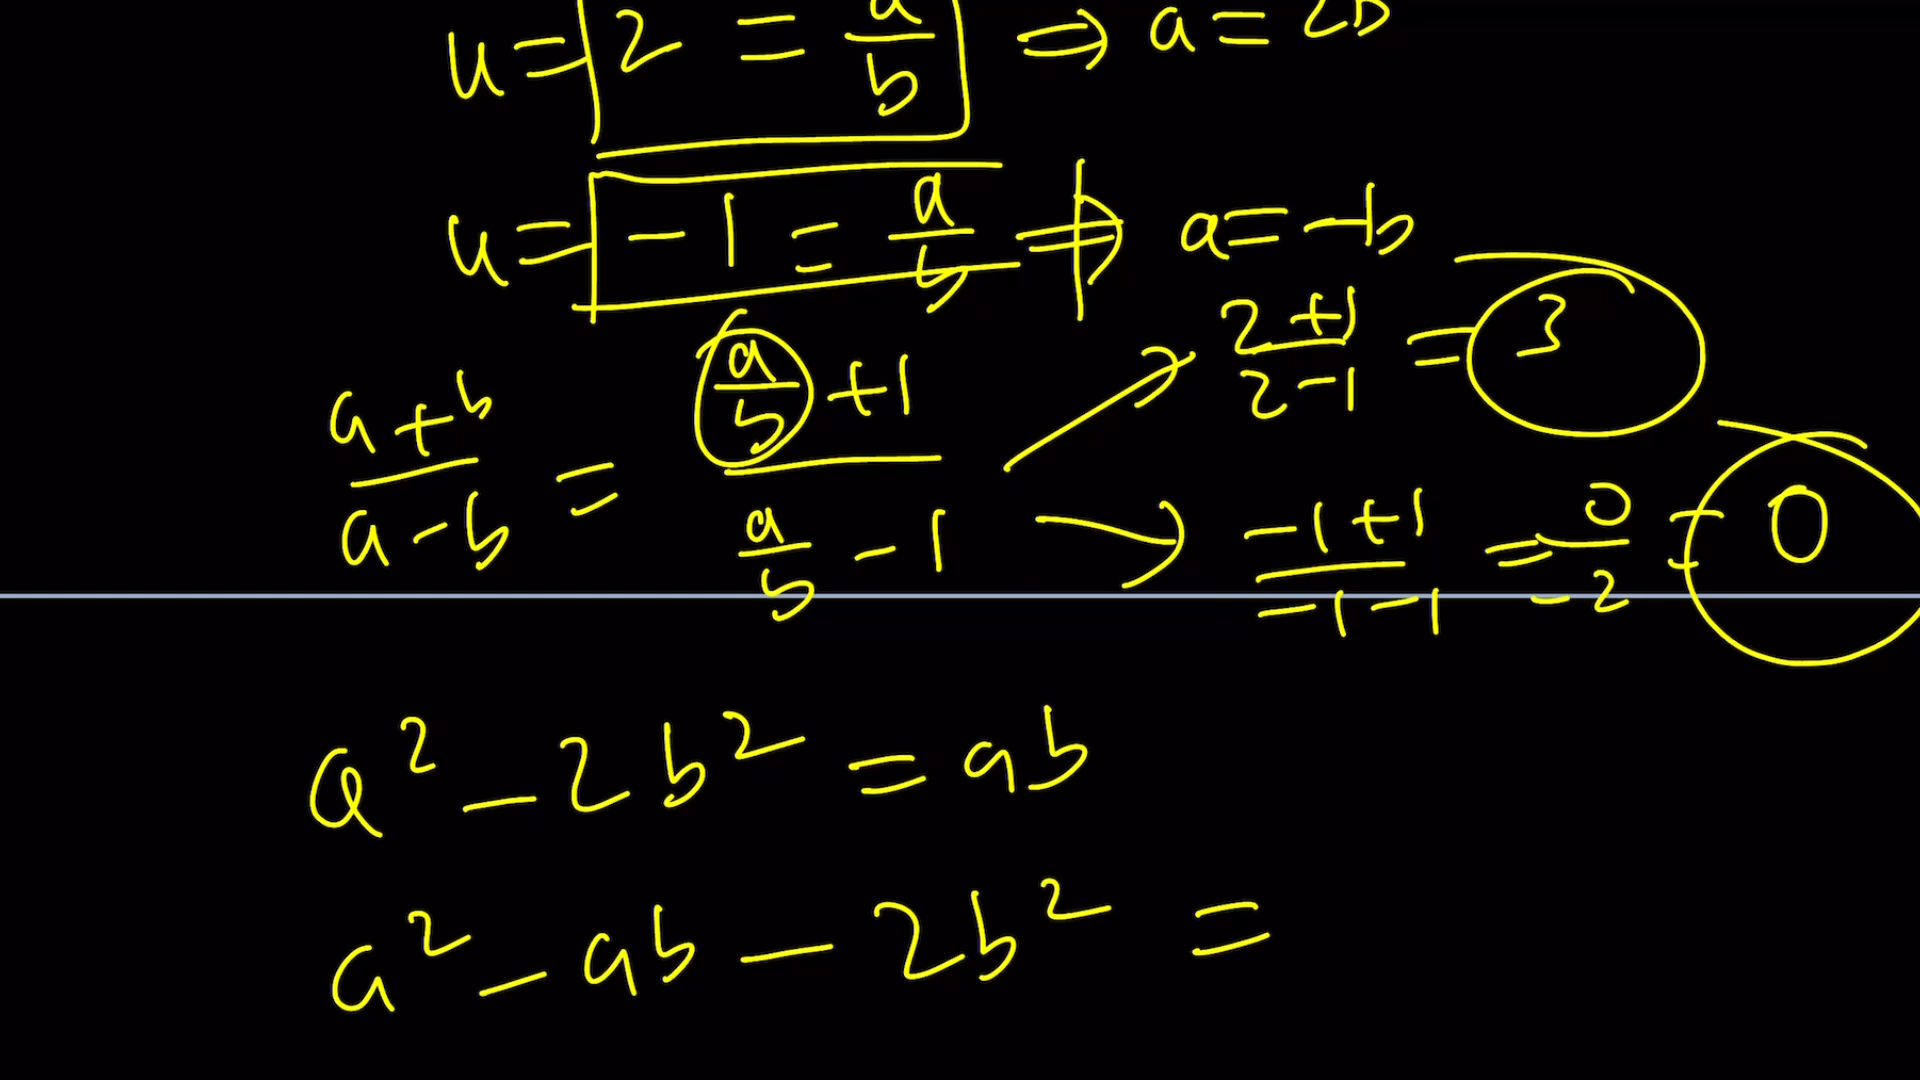 u = 2 = a/b ⇒ a = 2b
u = -1 = a/b ⇒ a = -b
(a+b)/(a-b) = (a/b + 1)/(a/b - 1) → (2+1)/(2-1) = 3
→ (-1+1)/(-1-1) = 0/-2 = 0
a² - 2b² = ab
a² - ab - 2b² =